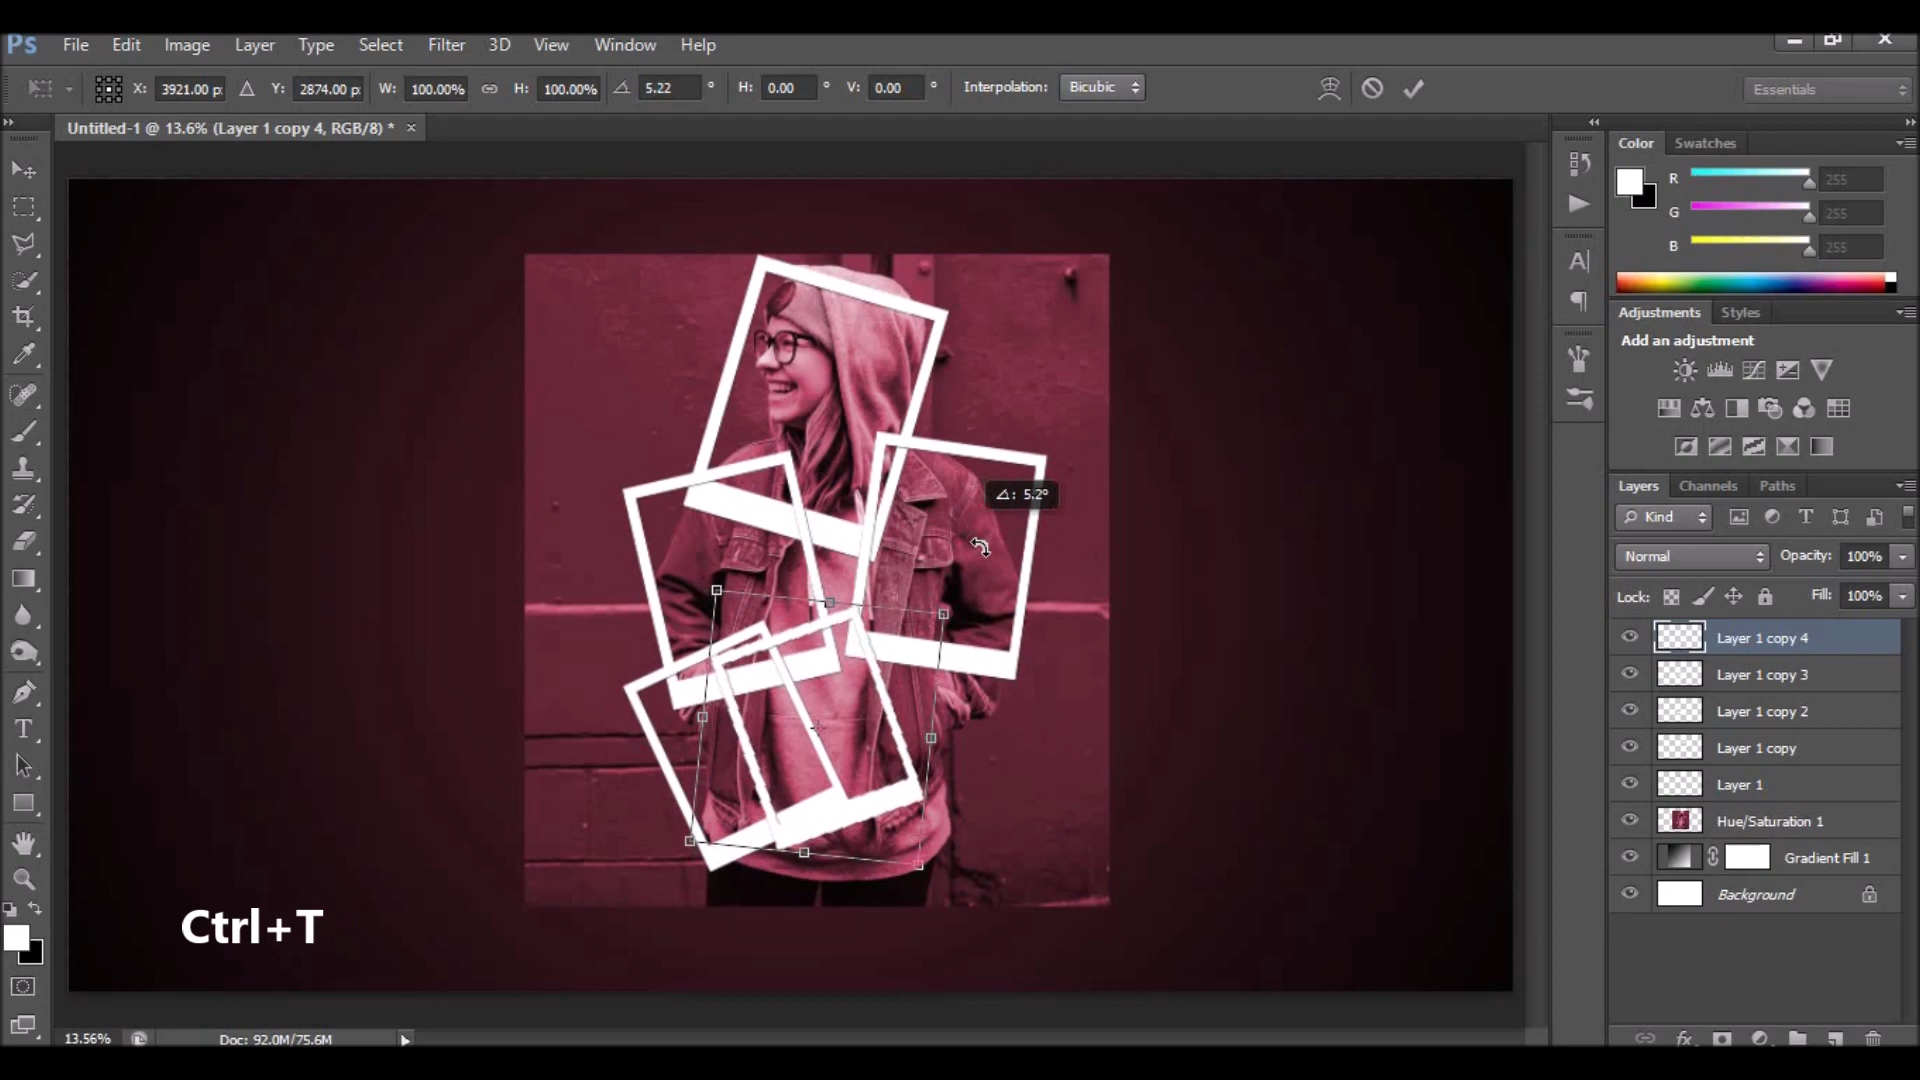 Ps File Edit Image Layer Type Select Filter 3D View Window Help
X: 3921.00 p: Y: 2874.00 p: W: 100.00% H: 100.00% 5.22 ° H: 0.00 ° V: 0.00 ° Interpolation: Bicubic Essentials
Untitled-1 @ 13.6% (Layer 1 copy 4, RGB/8) * ×
Color Swatches
R 255
G 255
B 255
Adjustments Styles
Add an adjustment
Layers Channels Paths
Kind
Normal Opacity: 100%
Lock: Fill: 100%
Layer 1 copy 4
Layer 1 copy 3
Layer 1 copy 2
Layer 1 copy
Layer 1
Hue/Saturation 1
Gradient Fill 1
Background
5.2°
Ctrl+T
13.56% Doc: 92.0M/75.6M